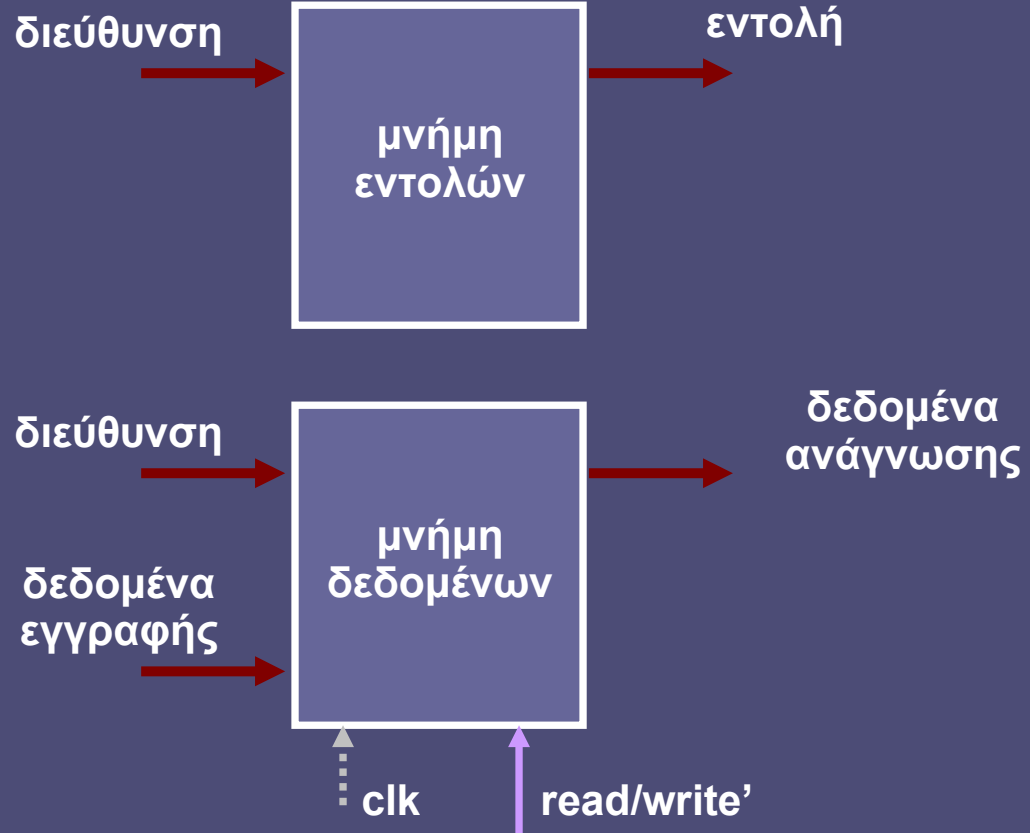 διεύθυνση
εντολή
μνήμη
εντολών
διεύθυνση
δεδομένα
ανάγνωσης
μνήμη
δεδομένων
δεδομένα
εγγραφής
clk
read/write’